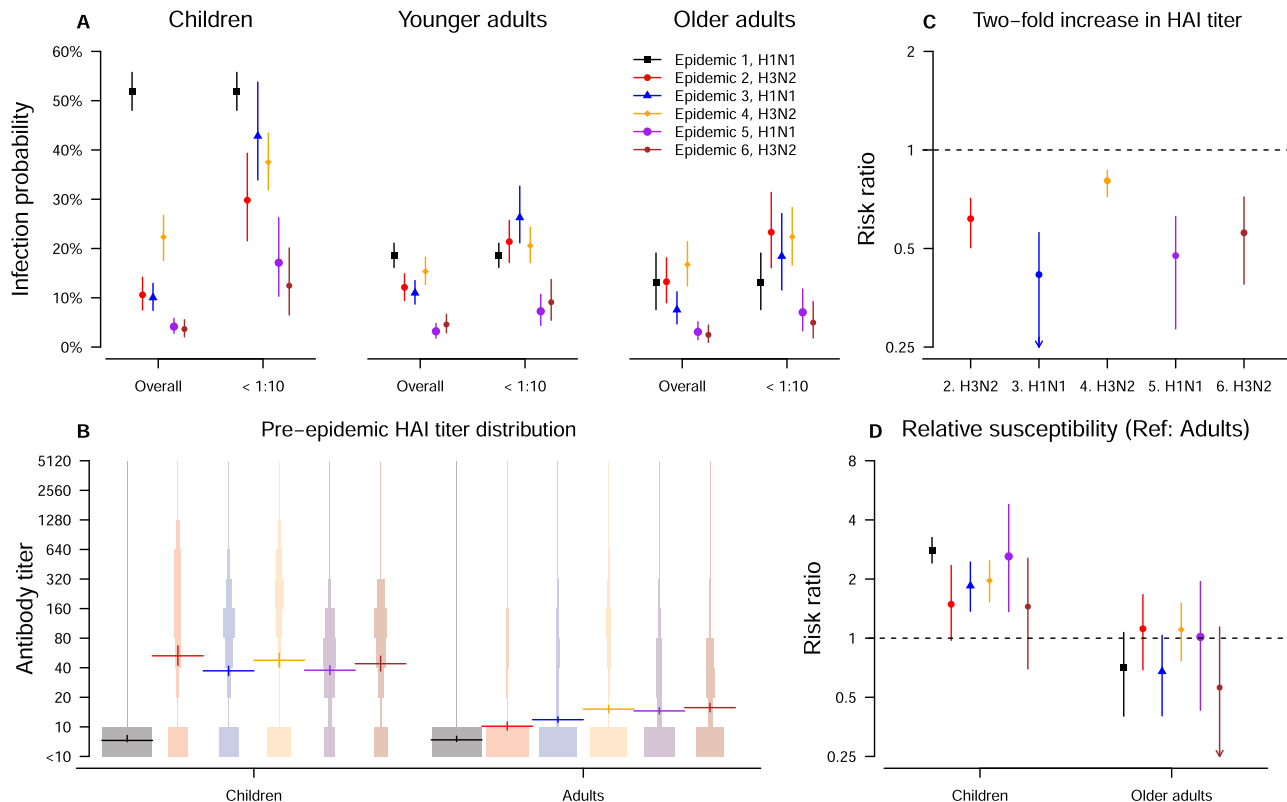 A
Children
Younger adults
Older adults
60%
50%
40%
30%
20%
10%
0%
Infection probability
Overall
< 1:10
Overall
< 1:10
Overall
< 1:10
Epidemic 1, H1N1
Epidemic 2, H3N2
Epidemic 3, H1N1
Epidemic 4, H3N2
Epidemic 5, H1N1
Epidemic 6, H3N2
C
Two−fold increase in HAI titer
2
1
0.5
0.25
Risk ratio
2. H3N2
3. H1N1
4. H3N2
5. H1N1
6. H3N2
B
Pre−epidemic HAI titer distribution
5120
2560
1280
640
320
160
80
40
20
10
<10
Antibody titer
Children
Adults
D
Relative susceptibility (Ref: Adults)
8
4
2
1
0.5
0.25
Risk ratio
Children
Older adults